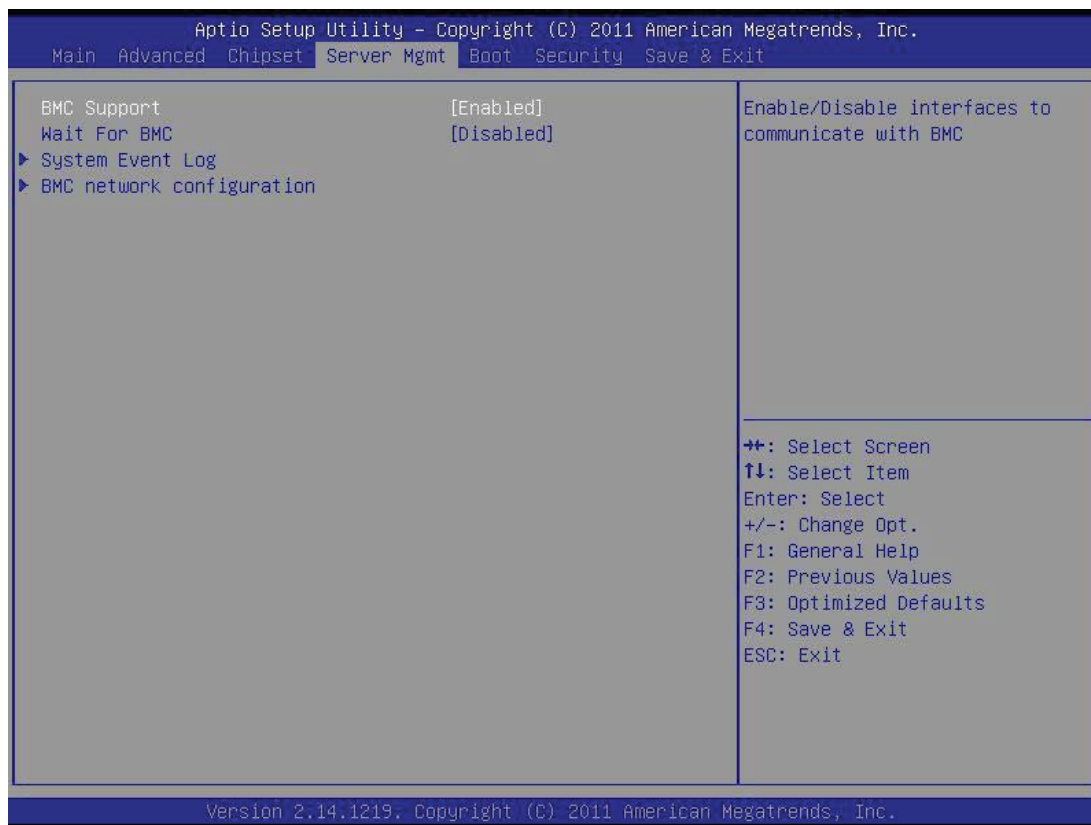 Aptio Setup Utility – Copyright (C) 2011 American Megatrends, Inc.
Main Advanced Chipset Server Mgmt Boot Security Save & Exit
BMC Support [Enabled]
Wait For BMC [Disabled]
▶ System Event Log
▶ BMC network configuration
Enable/Disable interfaces to
communicate with BMC
→←: Select Screen
↑↓: Select Item
Enter: Select
+/-: Change Opt.
F1: General Help
F2: Previous Values
F3: Optimized Defaults
F4: Save & Exit
ESC: Exit
Version 2.14.1219. Copyright (C) 2011 American Megatrends, Inc.